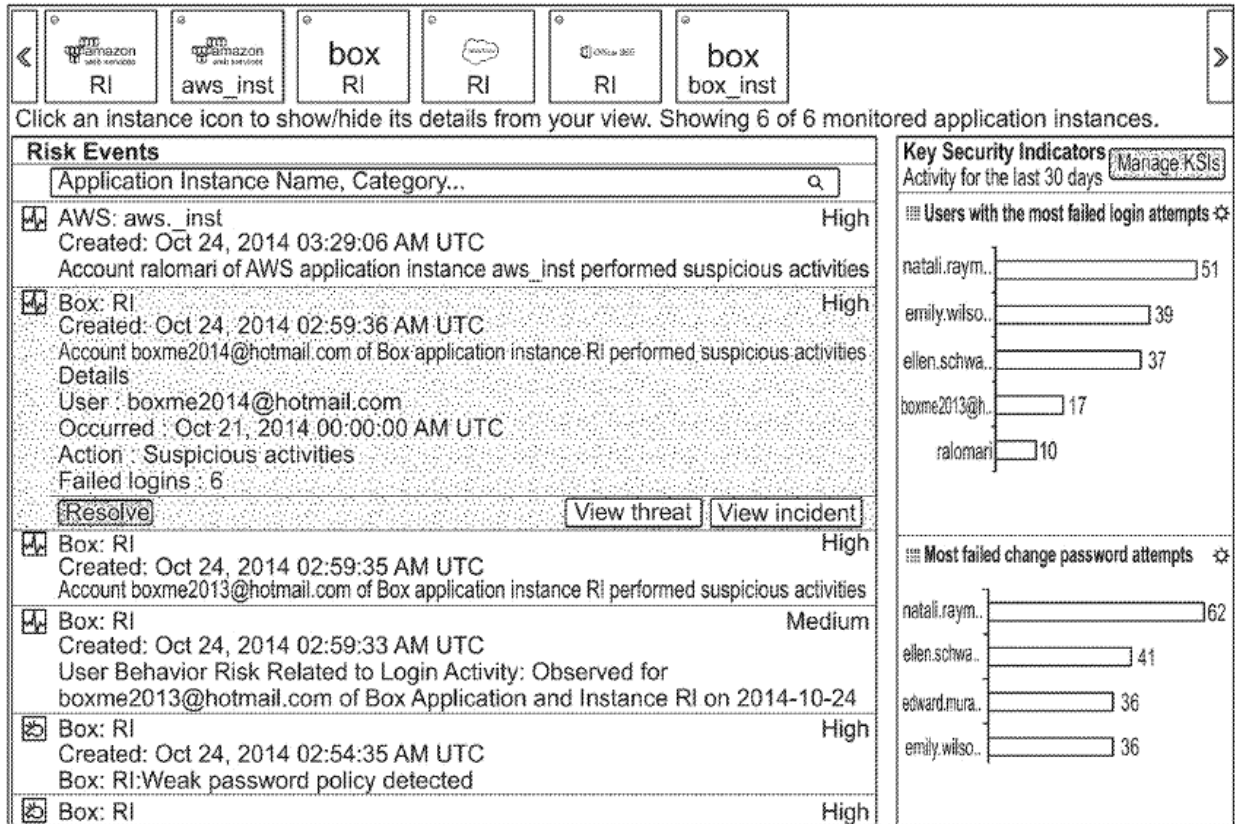 amazon
web services
RI
amazon
web services
aws_inst
box
RI
RI
Office 365
RI
box
box_inst
Click an instance icon to show/hide its details from your view. Showing 6 of 6 monitored application instances.
Risk Events
Application Instance Name, Category...
AWS: aws._inst High
Created: Oct 24, 2014 03:29:06 AM UTC
Account ralomari of AWS application instance aws_inst performed suspicious activities
Box: RI High
Created: Oct 24, 2014 02:59:36 AM UTC
Account boxme2014@hotmail.com of Box application instance RI performed suspicious activities
Details
User : boxme2014@hotmail.com
Occurred : Oct 21, 2014 00:00:00 AM UTC
Action : Suspicious activities
Failed logins : 6
Resolve View threat View incident
Box: RI High
Created: Oct 24, 2014 02:59:35 AM UTC
Account boxme2013@hotmail.com of Box application instance RI performed suspicious activities
Box: RI Medium
Created: Oct 24, 2014 02:59:33 AM UTC
User Behavior Risk Related to Login Activity: Observed for
boxme2013@hotmail.com of Box Application and Instance RI on 2014-10-24
Box: RI High
Created: Oct 24, 2014 02:54:35 AM UTC
Box: RI:Weak password policy detected
Box: RI High
Key Security Indicators
Manage KSIs
Activity for the last 30 days
Users with the most failed login attempts
natali.raym.. 51
emily.wilso.. 39
ellen.schwa.. 37
boxme2013@h.. 17
ralomari 10
Most failed change password attempts
natali.raym.. 62
ellen.schwa.. 41
edward.mura.. 36
emily.wilso.. 36